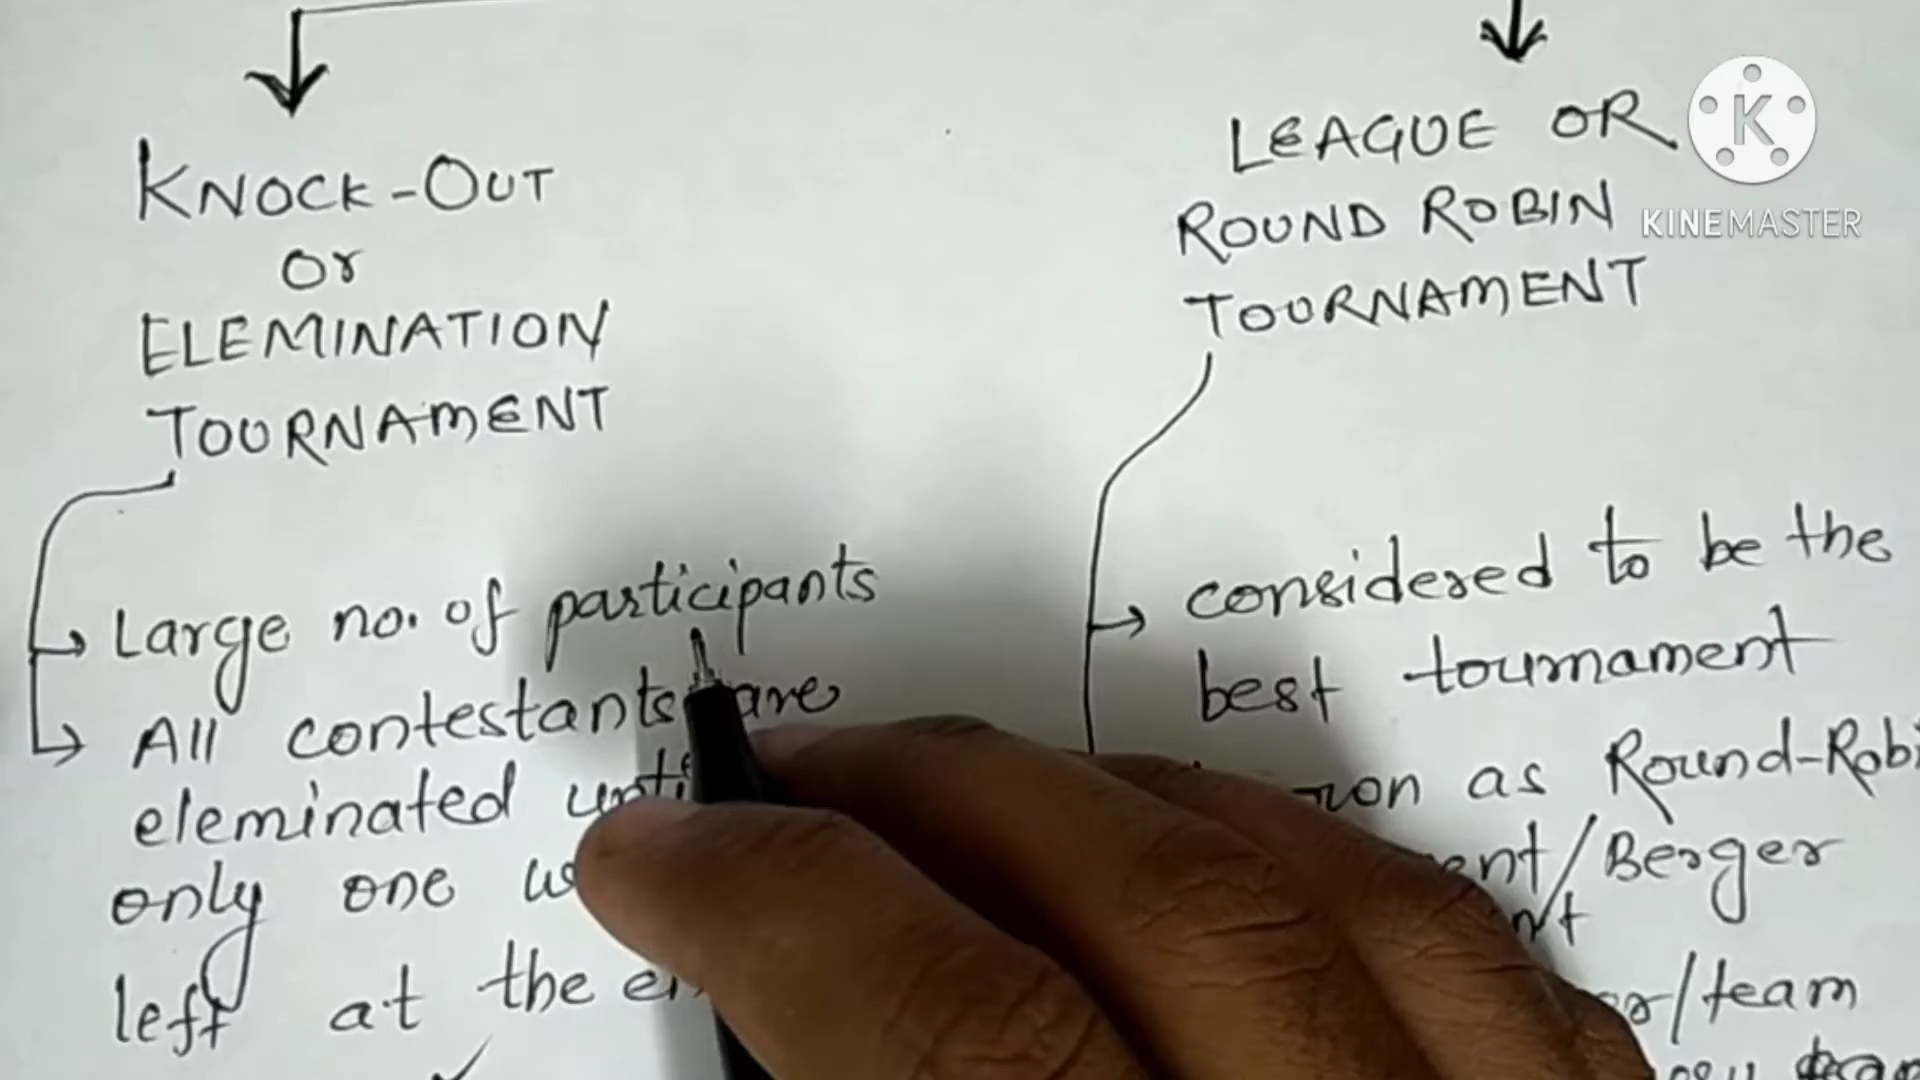 KNOCK-OUT
or
ELEMINATION
TOURNAMENT
Large no. of participants
All contestants are
eleminated
only one
left at the
LEAGUE OR
ROUND ROBIN
TOURNAMENT
considered to be the
best tournament
as Round-Robi
/Berger
/team
K
KINEMASTER